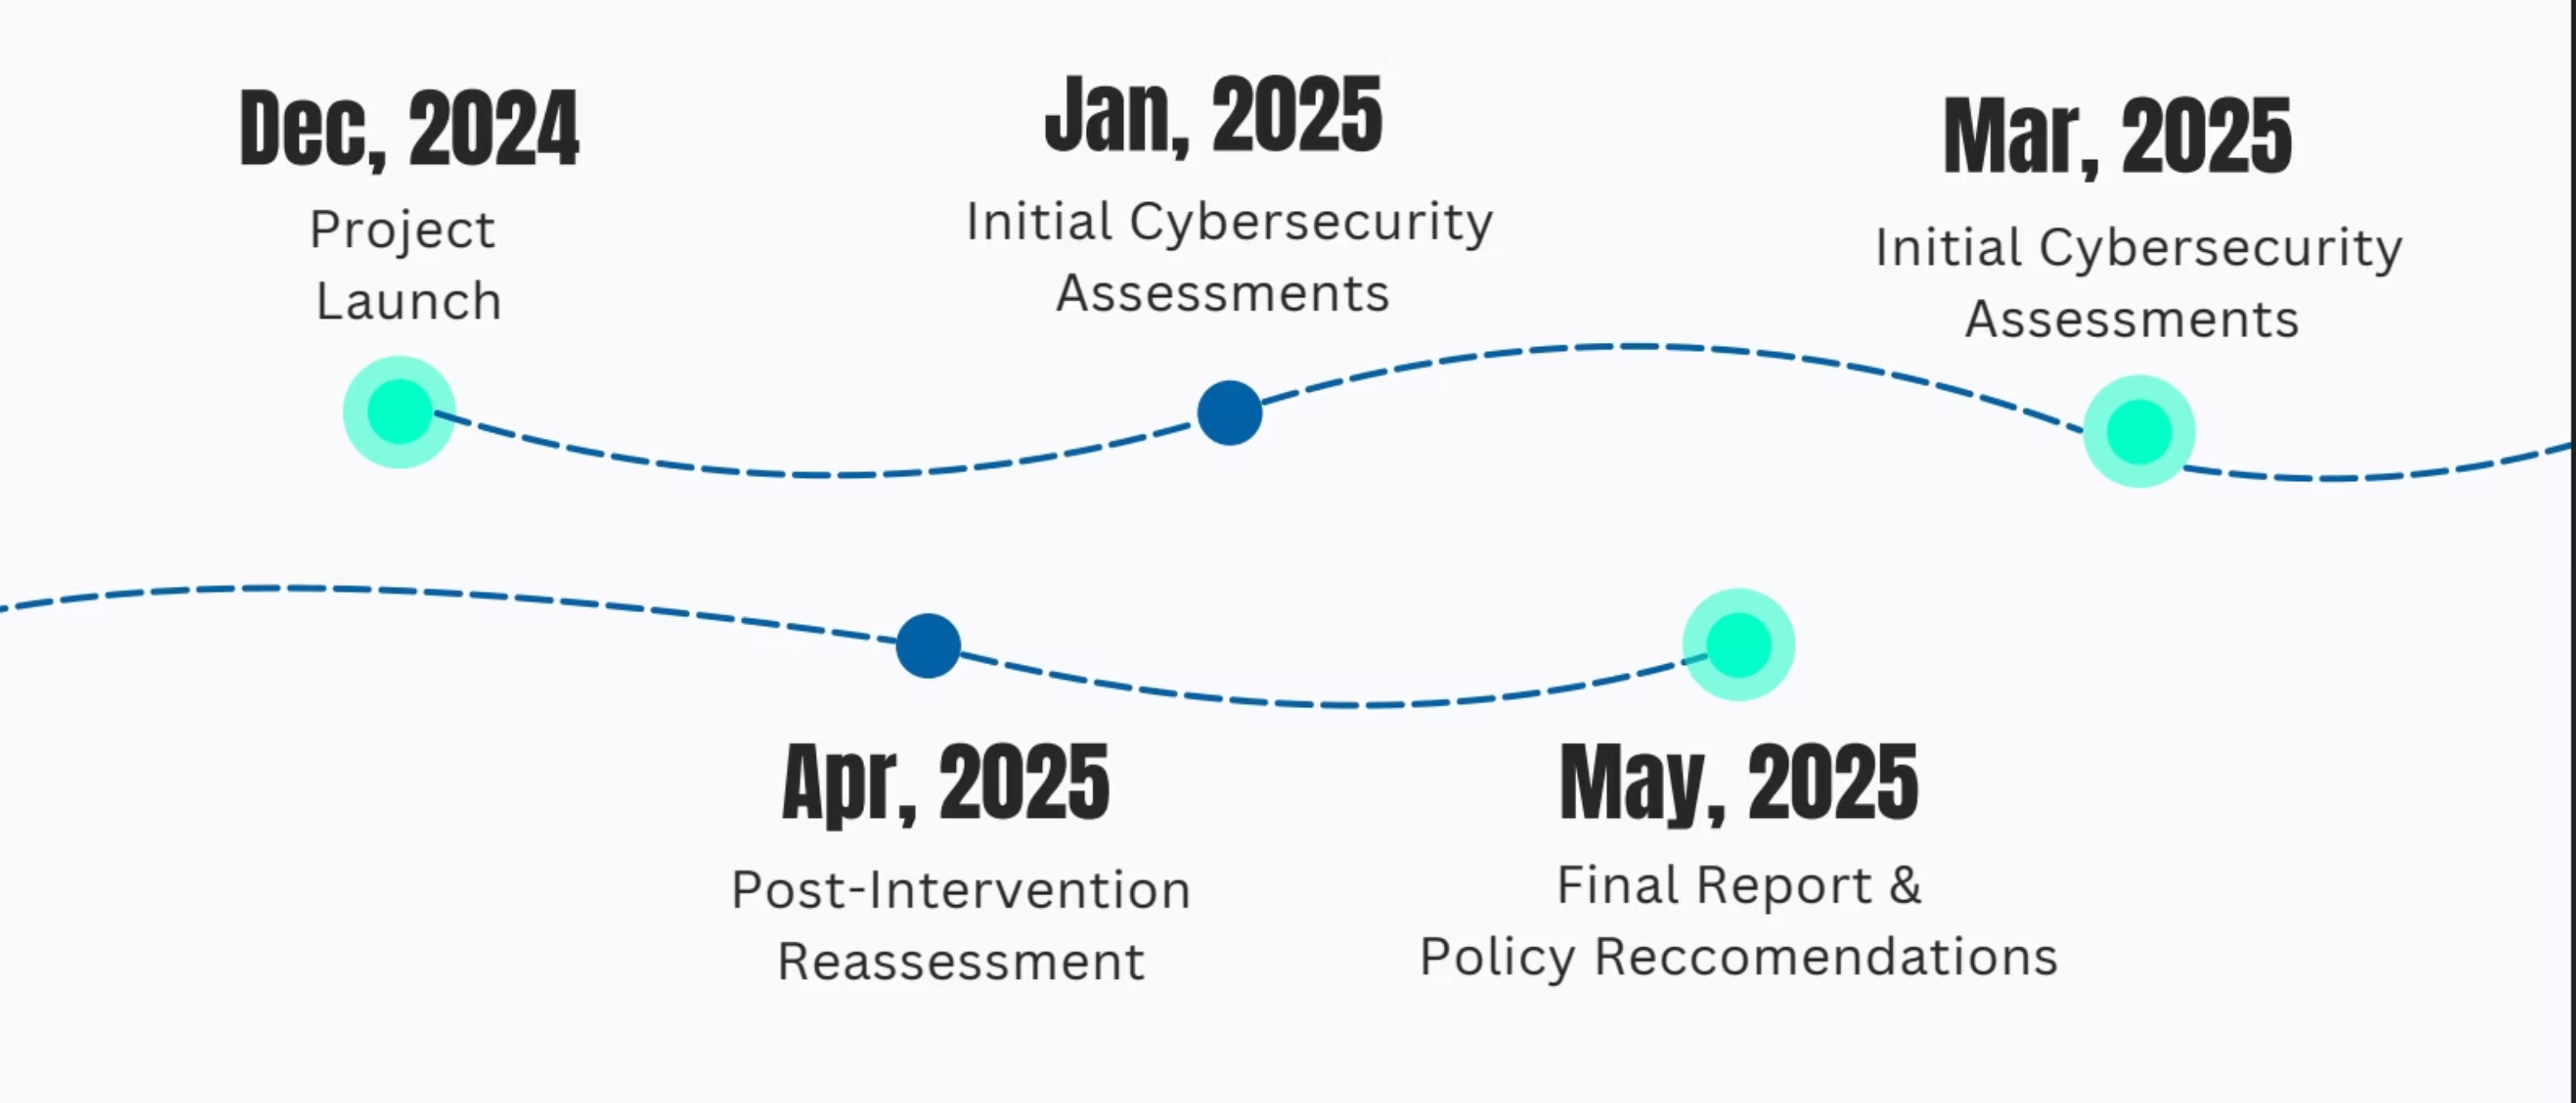 Dec, 2024
Project
Launch
Jan, 2025
Initial Cybersecurity
Assessments
Mar, 2025
Initial Cybersecurity
Assessments
Apr, 2025
Post-Intervention
Reassessment
May, 2025
Final Report &
Policy Reccomendations